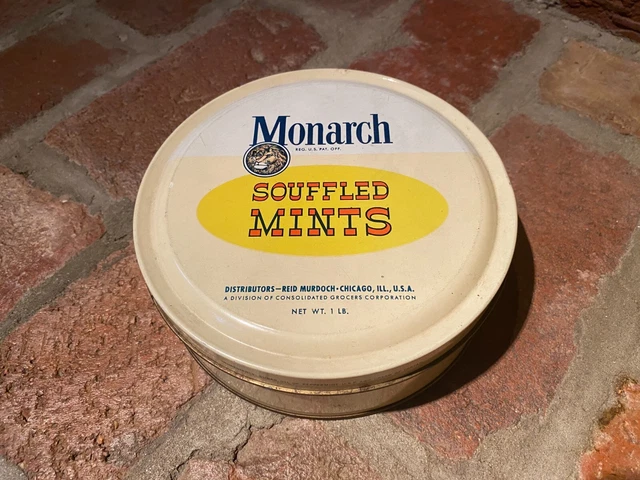 Monarch
REG. U.S. PAT. OFF.
SOUFFLED
MINTS
DISTRIBUTORS—REID MURDOCH•CHICAGO, ILL., U.S.A.
A DIVISION OF CONSOLIDATED GROCERS CORPORATION
NET WT. 1 LB.